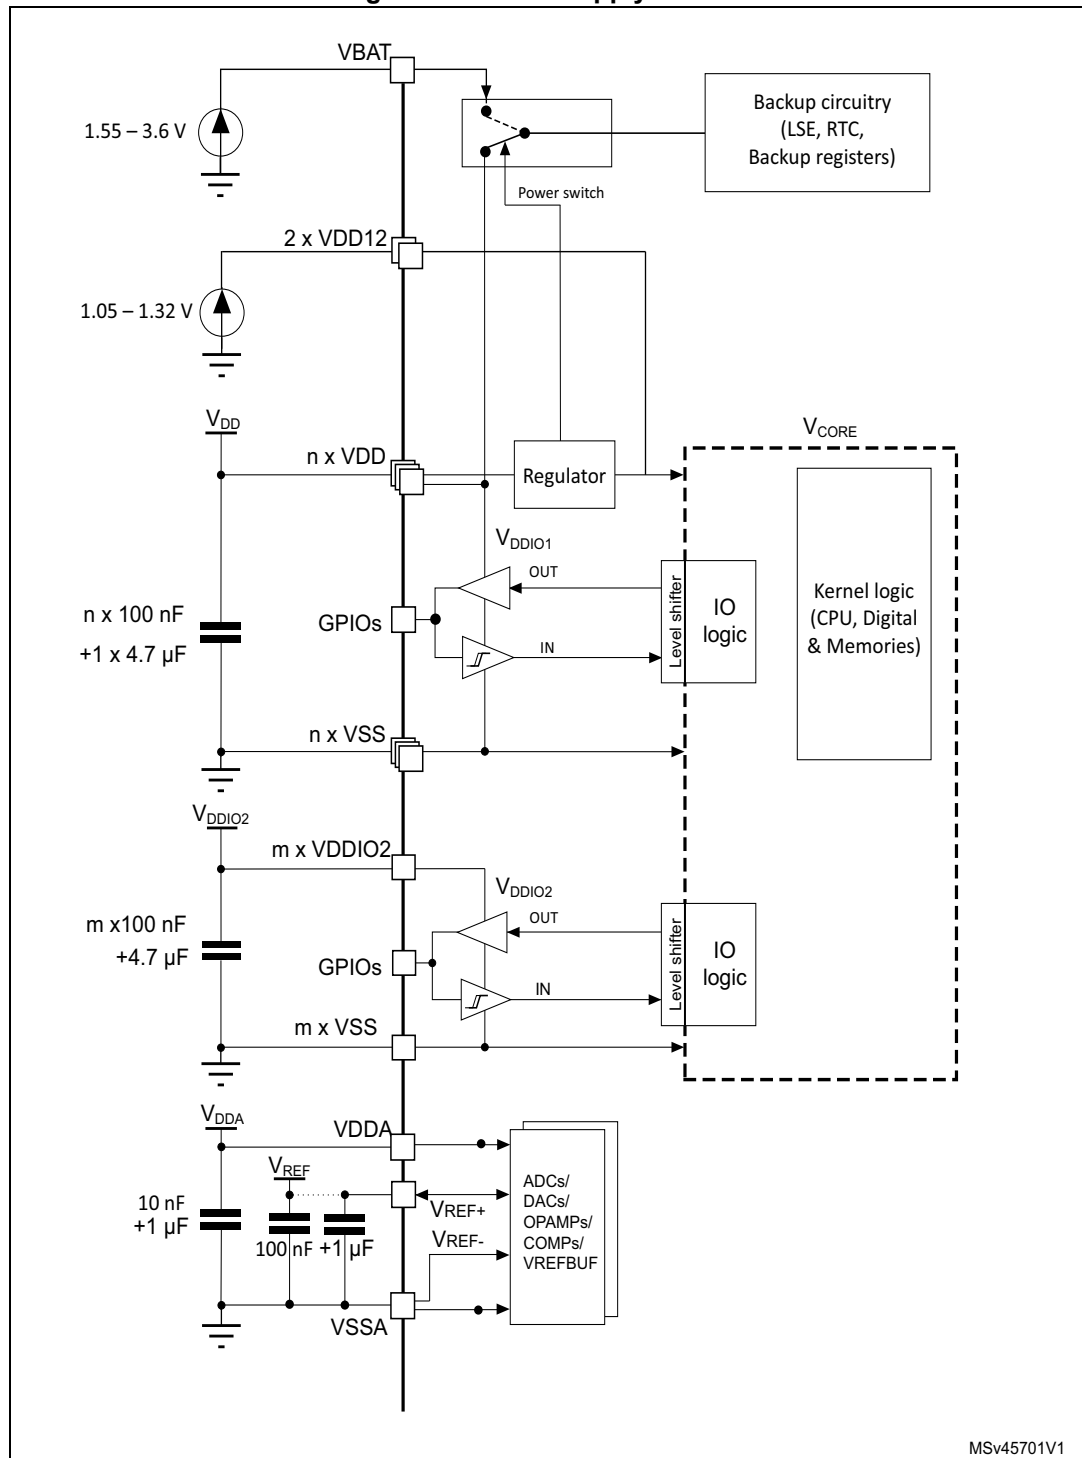 VBAT
1.55 – 3.6 V
Backup circuitry
(LSE, RTC,
Backup registers)
Power switch
2 x VDD12
1.05 – 1.32 V
VDD
n x VDD
Regulator
VCORE
VDDIO1
OUT
GPIOs
IN
Level shifter
IO
logic
Kernel logic
(CPU, Digital
& Memories)
n x 100 nF
+1 x 4.7 µF
n x VSS
VDDIO2
m x VDDIO2
VDDIO2
OUT
m x100 nF
+4.7 µF
GPIOs
IN
Level shifter
IO
logic
m x VSS
VDDA
VDDA
VREF
10 nF
+1 µF
100 nF
+1 µF
VREF+
VREF-
ADCs/
DACs/
OPAMPs/
COMPs/
VREFBUF
VSSA
MSv45701V1